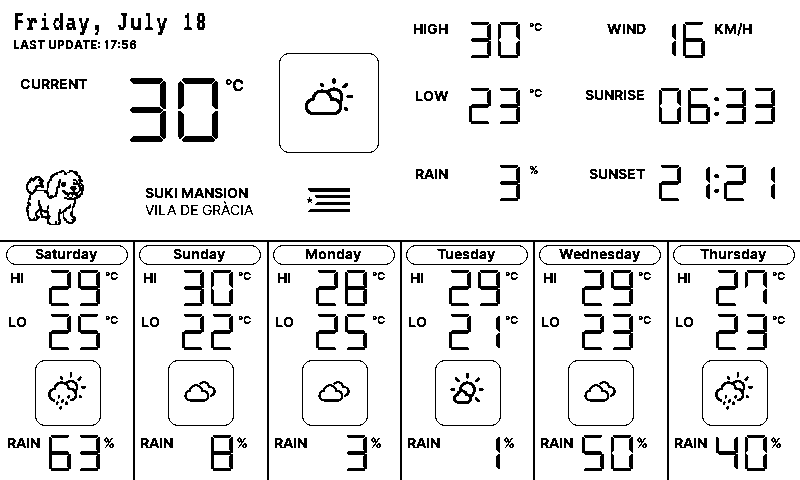 Friday, July 18
LAST UPDATE: 17:56
CURRENT 30 °C
HIGH 30 °C
WIND 16 KM/H
LOW 23 °C
SUNRISE 06:33
RAIN 3 %
SUNSET 21:21
SUKI MANSION
VILA DE GRÀCIA
Saturday
HI 29 °C
LO 25 °C
RAIN 63 %
Sunday
HI 30 °C
LO 22 °C
RAIN 8 %
Monday
HI 28 °C
LO 25 °C
RAIN 3 %
Tuesday
HI 29 °C
LO 21 °C
RAIN 1 %
Wednesday
HI 29 °C
LO 23 °C
RAIN 50 %
Thursday
HI 27 °C
LO 23 °C
RAIN 40 %